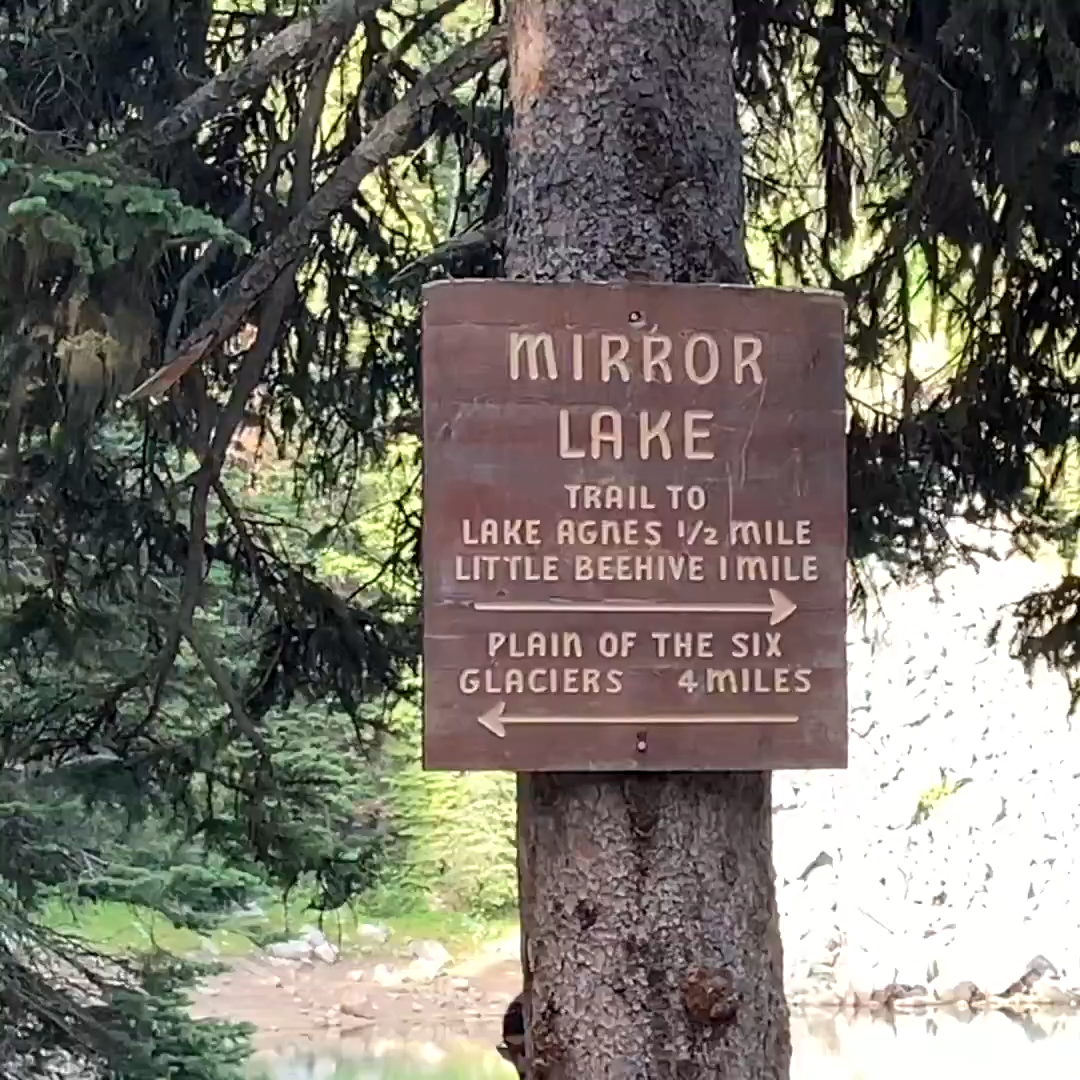 MIRROR
LAKE
TRAIL TO
LAKE AGNES 1/2 MILE
LITTLE BEEHIVE 1 MILE
PLAIN OF THE SIX
GLACIERS 4 MILES